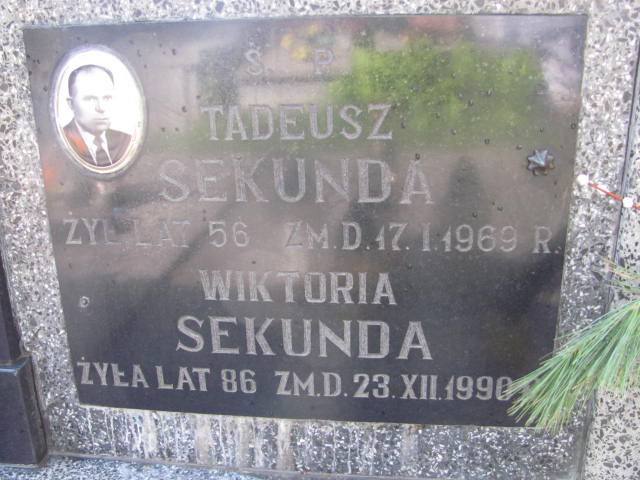 Ś. P.
TADEUSZ
SEKUNDA
ŻYŁ LAT 56 ZM.D. 17. I. 1969 R.
WIKTORIA
SEKUNDA
ŻYŁA LAT 86 ZM.D. 23. XII. 1990